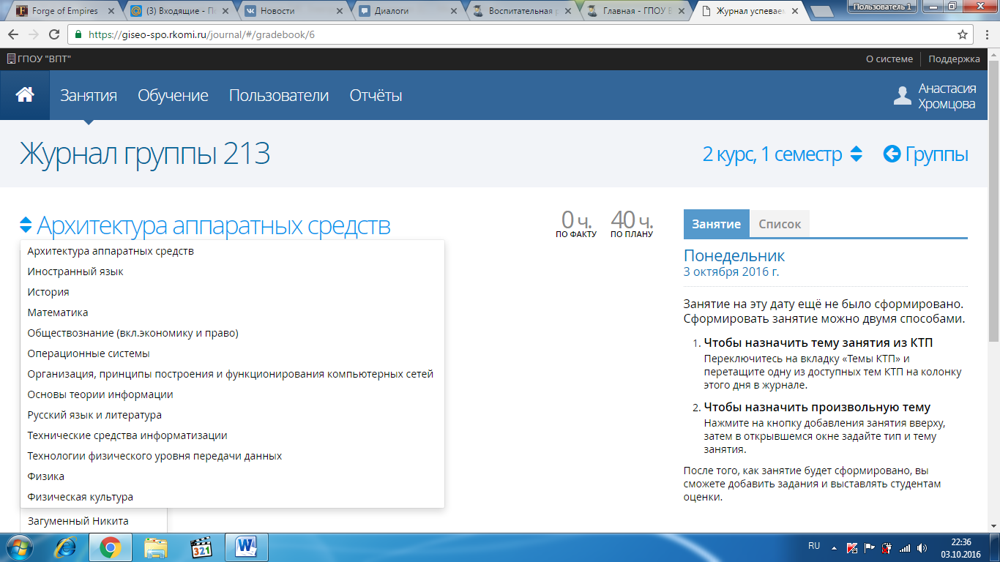 Forge of Empires
(3) Входящие - П
Новости
Диалоги
Воспитательная р
Главная - ГПОУ В
Журнал успеваем
Пользователь 1
https://giseo-spo.rkomi.ru/journal/#/gradebook/6
ГПОУ "ВПТ"
О системе
Поддержка
Занятия
Обучение
Пользователи
Отчёты
Анастасия
Хромцова
Журнал группы 213
2 курс, 1 семестр
Группы
Архитектура аппаратных средств
0 ч.
ПО ФАКТУ
40 ч.
ПО ПЛАНУ
Архитектура аппаратных средств
Иностранный язык
История
Математика
Обществознание (вкл.экономику и право)
Операционные системы
Организация, принципы построения и функционирования компьютерных сетей
Основы теории информации
Русский язык и литература
Технические средства информатизации
Технологии физического уровня передачи данных
Физика
Физическая культура
Загуменный Никита
Занятие
Список
Понедельник
3 октября 2016 г.
Занятие на эту дату ещё не было сформировано.
Сформировать занятие можно двумя способами.
1. Чтобы назначить тему занятия из КТП
Переключитесь на вкладку «Темы КТП» и
перетащите одну из доступных тем КТП на колонку
этого дня в журнале.
2. Чтобы назначить произвольную тему
Нажмите на кнопку добавления занятия вверху,
затем в открывшемся окне задайте тип и тему
занятия.
После того, как занятие будет сформировано, вы
сможете добавить задания и выставлять студентам
оценки.
321
RU
22:36
03.10.2016